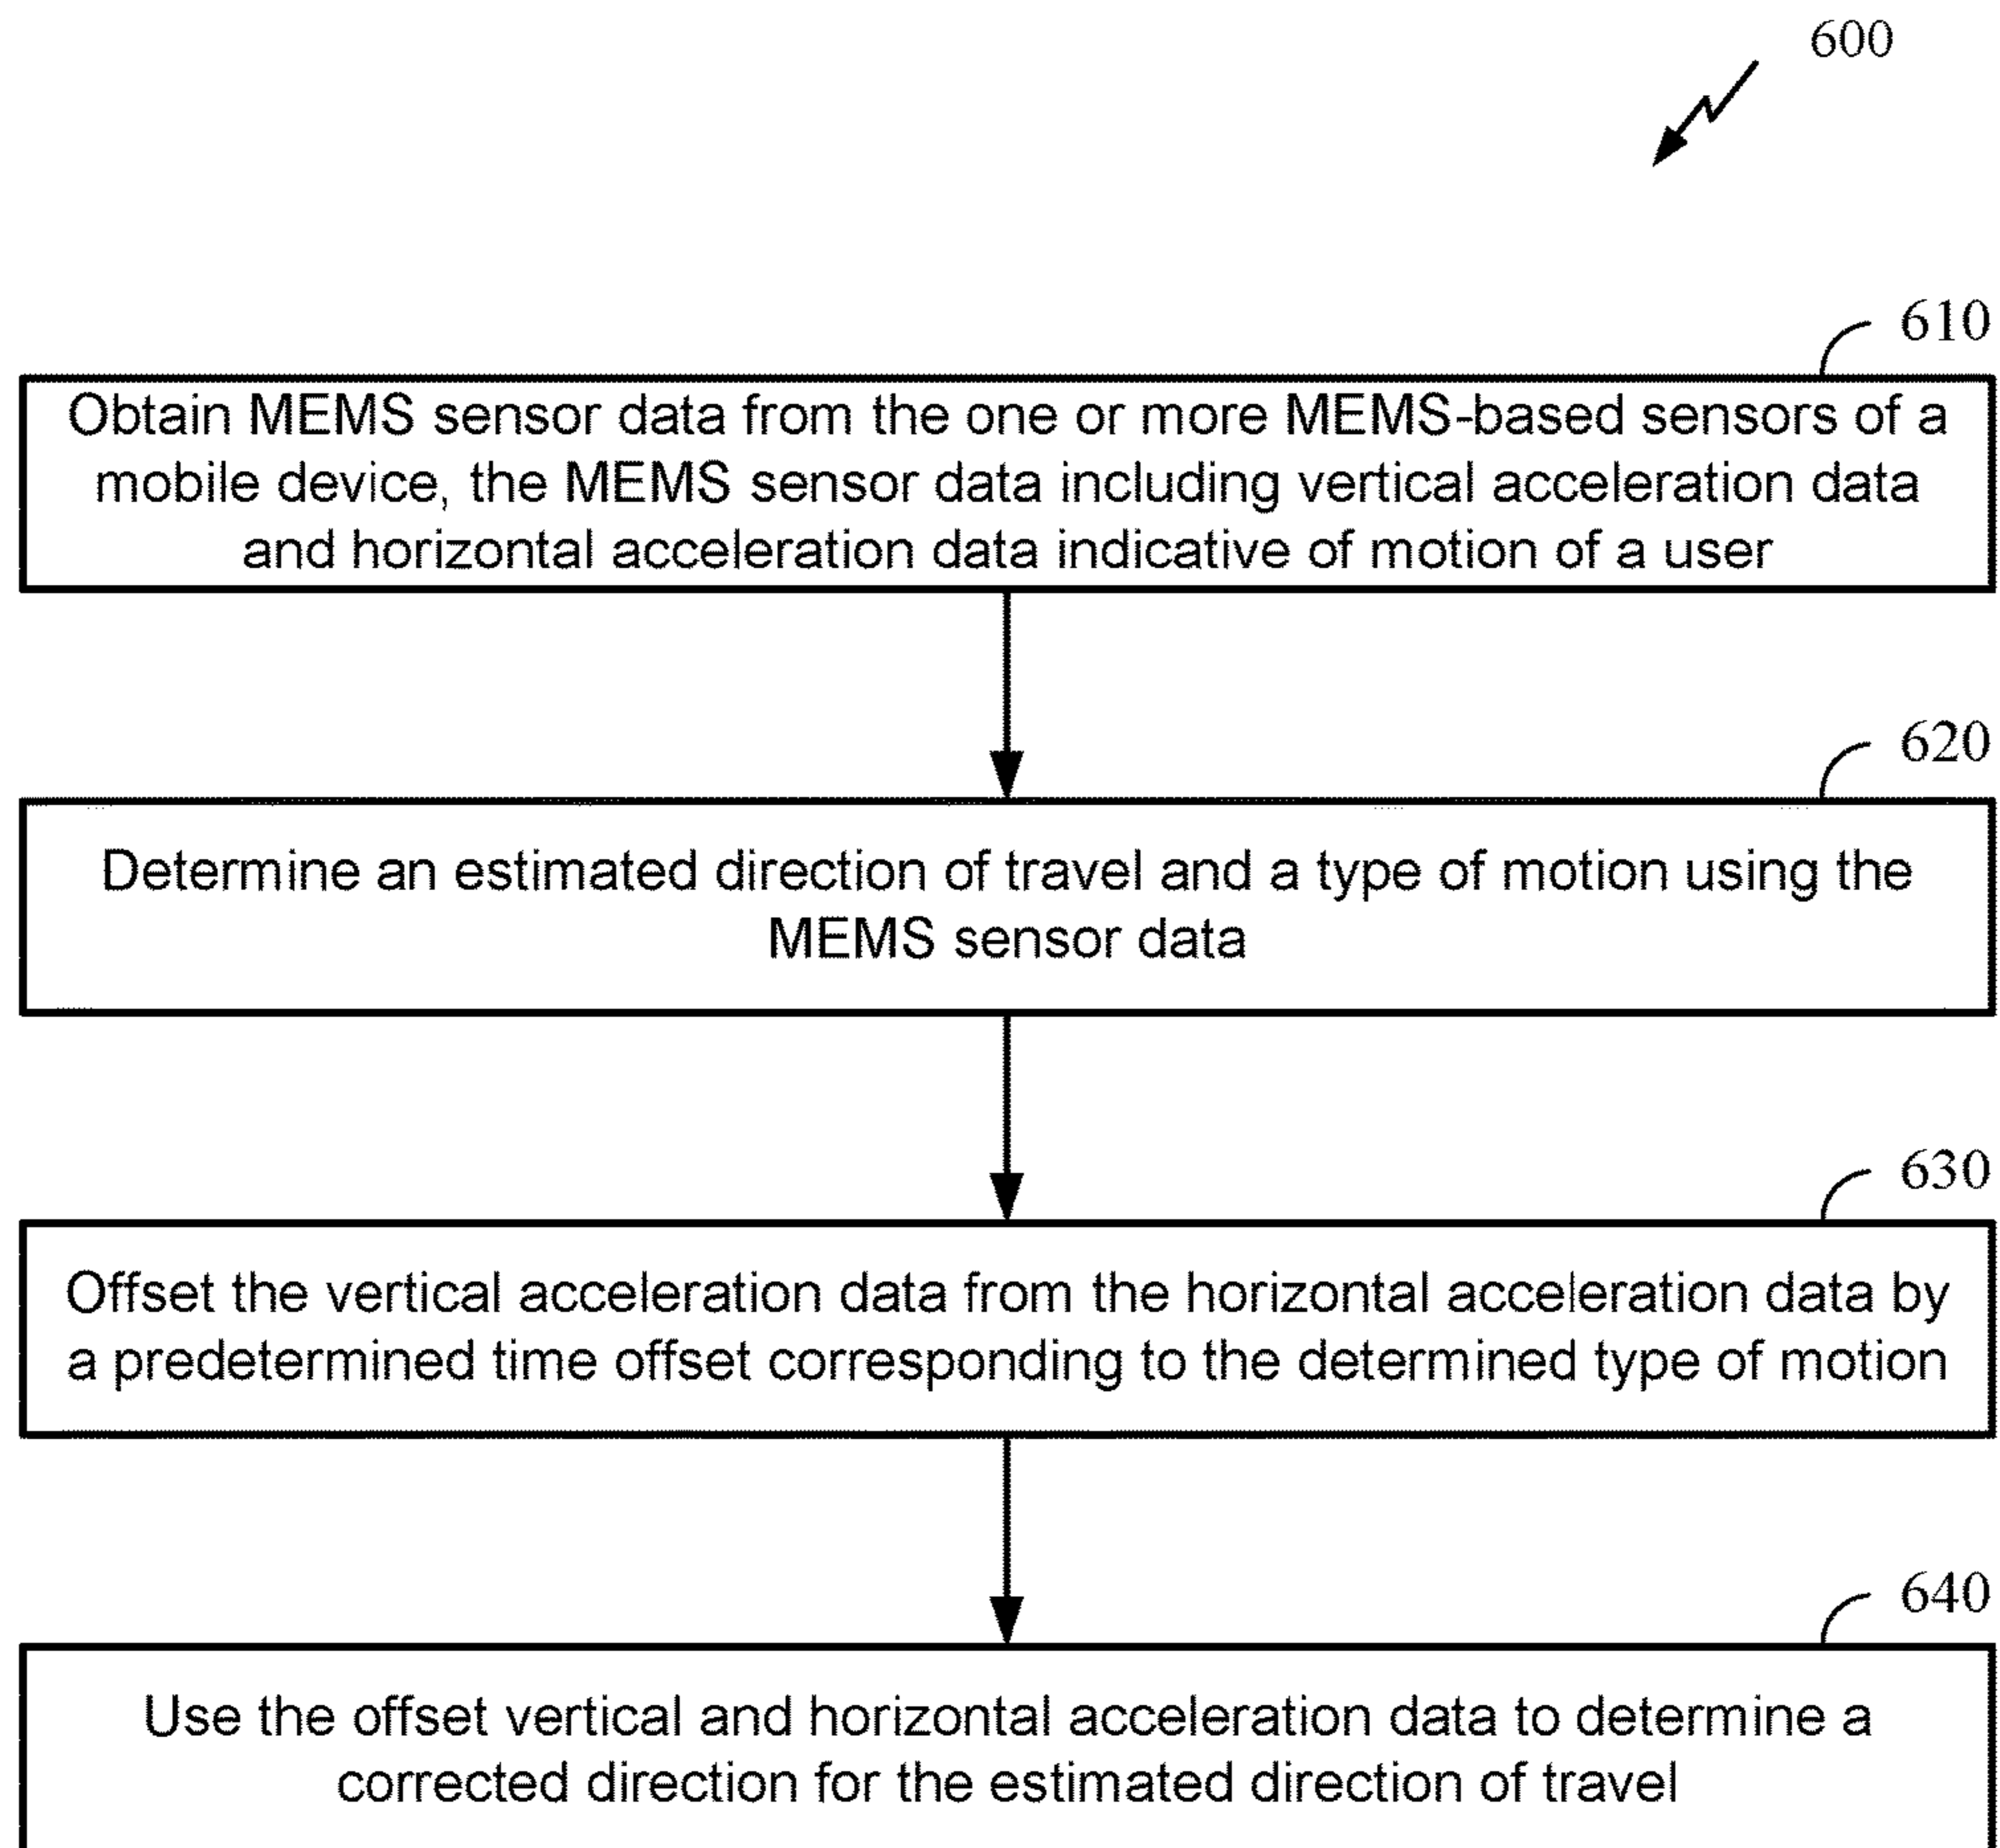 600
610
Obtain MEMS sensor data from the one or more MEMS-based sensors of a
mobile device, the MEMS sensor data including vertical acceleration data
and horizontal acceleration data indicative of motion of a user
620
Determine an estimated direction of travel and a type of motion using the
MEMS sensor data
630
Offset the vertical acceleration data from the horizontal acceleration data by
a predetermined time offset corresponding to the determined type of motion
640
Use the offset vertical and horizontal acceleration data to determine a
corrected direction for the estimated direction of travel